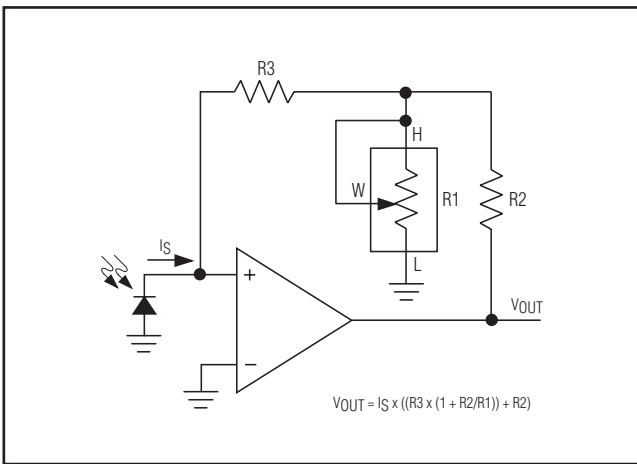 R3
H
W
R1
R2
L
IS
+
−
VOUT
VOUT = IS x ((R3 x (1 + R2/R1)) + R2)